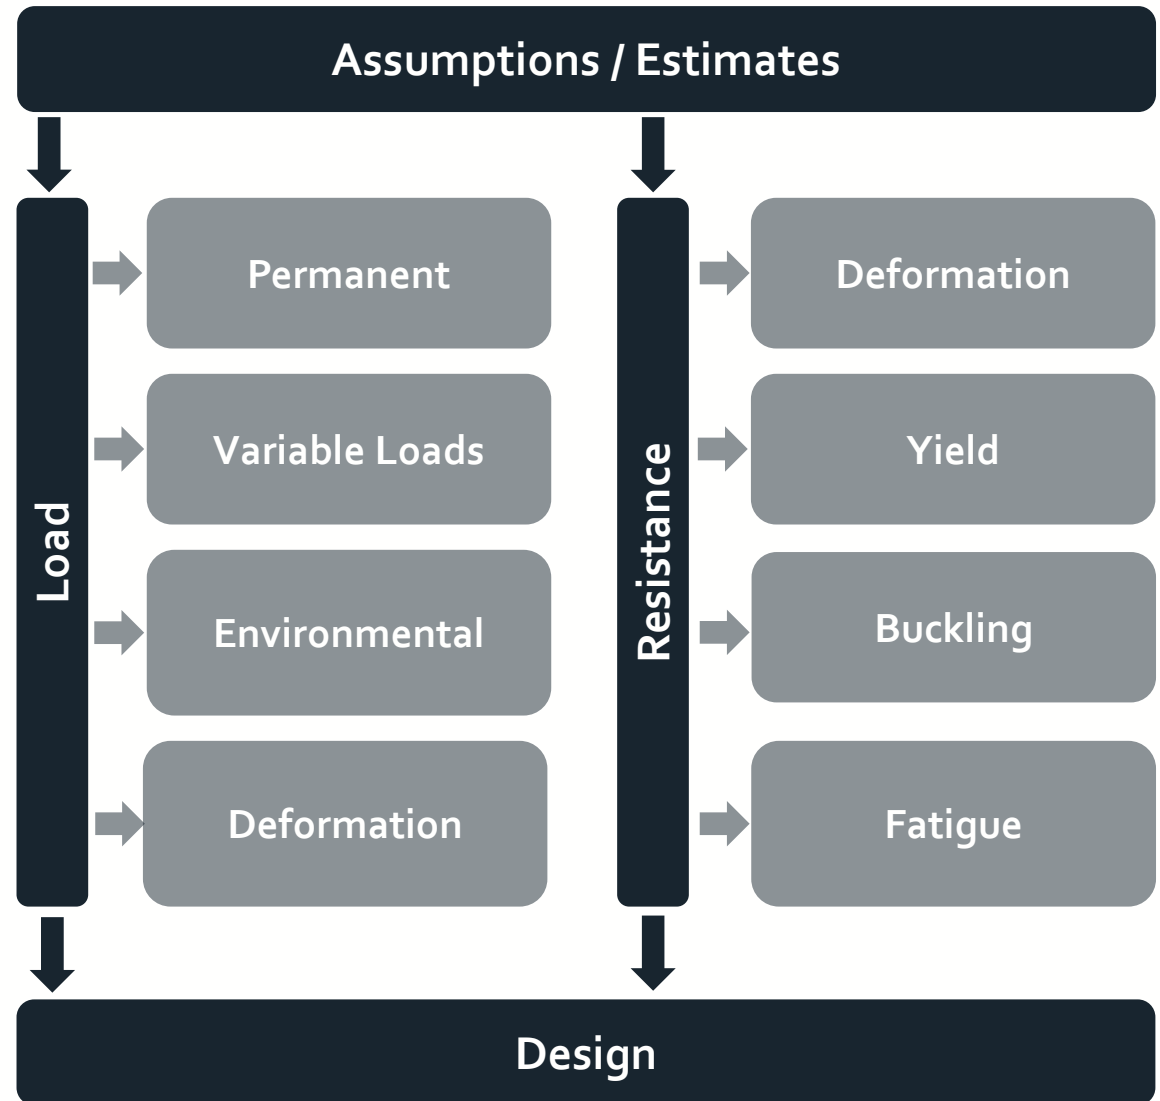 Assumptions / Estimates
Load
Permanent
Variable Loads
Environmental
Deformation
Resistance
Deformation
Yield
Buckling
Fatigue
Design